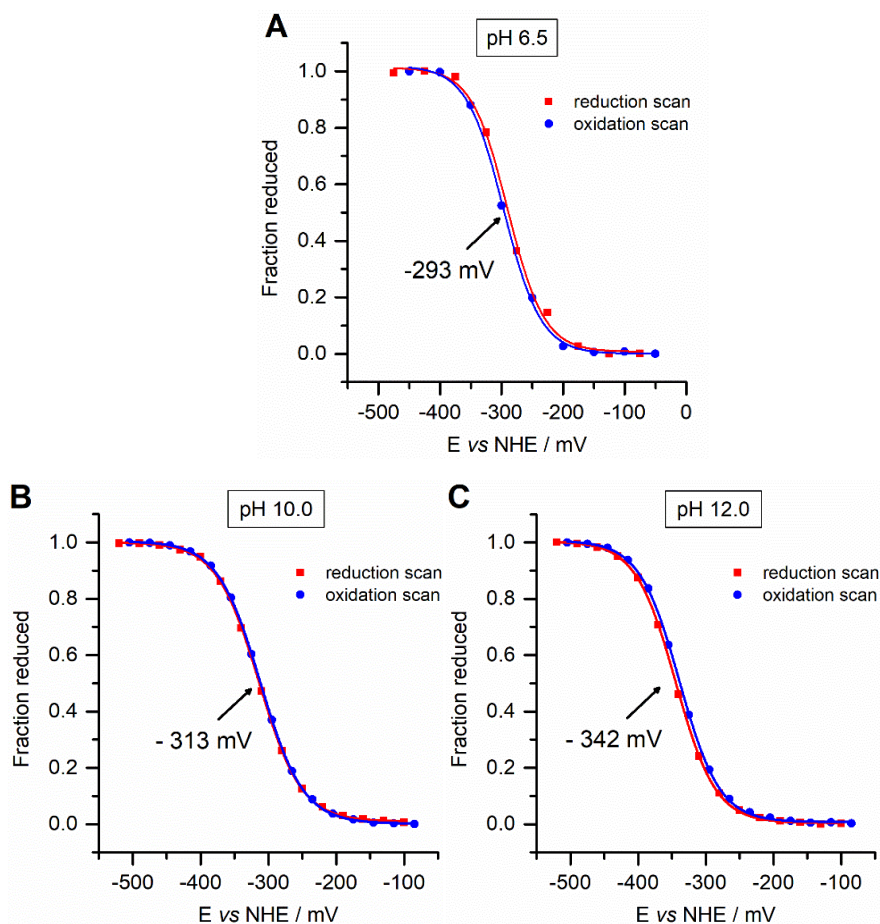 A
pH 6.5
1.0
0.8
0.6
0.4
0.2
0.0
Fraction reduced
reduction scan
oxidation scan
-293 mV
-500 -400 -300 -200 -100 0
E vs NHE / mV
B
pH 10.0
1.0
0.8
0.6
0.4
0.2
0.0
Fraction reduced
reduction scan
oxidation scan
- 313 mV
-500 -400 -300 -200 -100
E vs NHE / mV
C
pH 12.0
1.0
0.8
0.6
0.4
0.2
0.0
Fraction reduced
reduction scan
oxidation scan
- 342 mV
-500 -400 -300 -200 -100
E vs NHE / mV